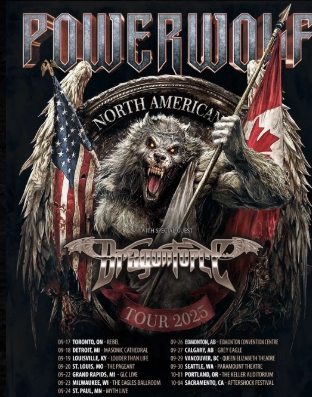 POWERWOLF
NORTH AMERICAN
WITH SPECIAL GUEST
DragonForce
TOUR 2025
09-17 TORONTO, ON - REBEL
09-18 DETROIT, MI - MASONIC CATHEDRAL
09-19 LOUISVILLE, KY - LOUDER THAN LIFE
09-20 ST. LOUIS, MO - THE PAGEANT
09-22 GRAND RAPIDS, MI - GLC LIVE
09-23 MILWAUKEE, WI - THE EAGLES BALLROOM
09-24 ST. PAUL, MN - MYTH LIVE
09-26 EDMONTON, AB - EDMONTON CONVENTION CENTRE
09-27 CALGARY, AB - GREY EAGLE
09-29 VANCOUVER, BC - QUEEN ELIZABETH THEATRE
09-30 SEATTLE, WA - PARAMOUNT THEATRE
10-01 PORTLAND, OR - THE KELLER AUDITORIUM
10-04 SACRAMENTO, CA - AFTERSHOCK FESTIVAL